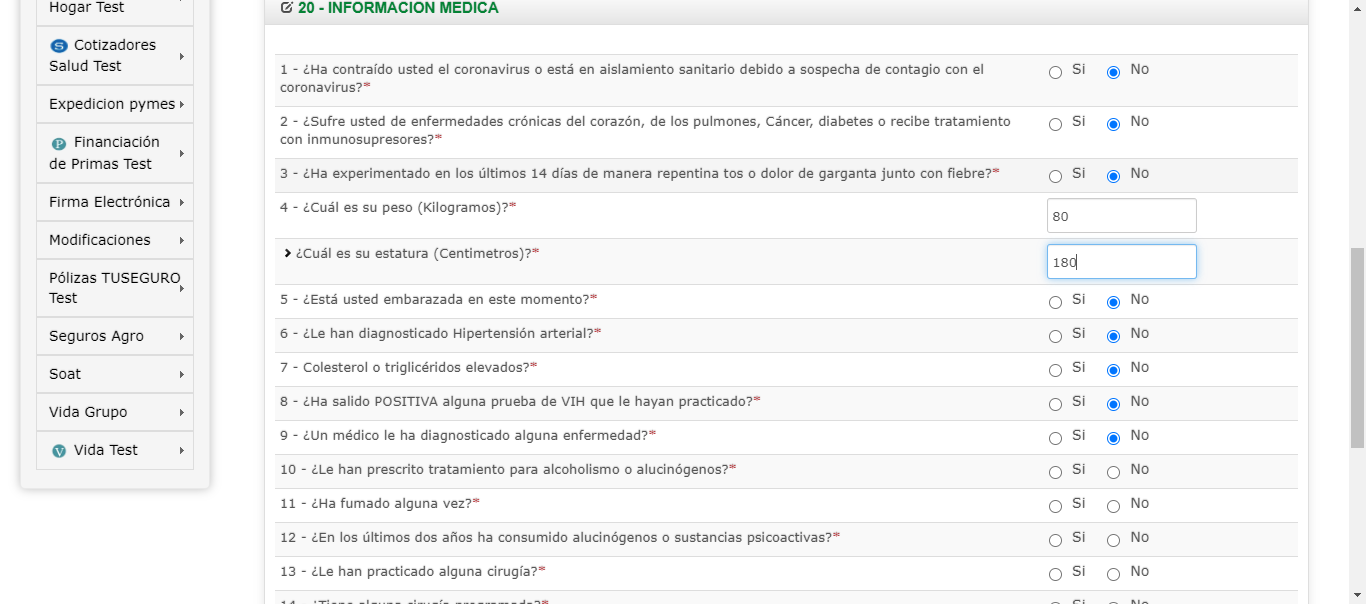 Hogar Test
Cotizadores
Salud Test
Expedicion pymes
Financiación
de Primas Test
Firma Electrónica
Modificaciones
Pólizas TUSEGURO
Test
Seguros Agro
Soat
Vida Grupo
Vida Test
20 - INFORMACION MEDICA
1 - ¿Ha contraído usted el coronavirus o está en aislamiento sanitario debido a sospecha de contagio con el
coronavirus?* Si No
2 - ¿Sufre usted de enfermedades crónicas del corazón, de los pulmones, Cáncer, diabetes o recibe tratamiento
con inmunosupresores?* Si No
3 - ¿Ha experimentado en los últimos 14 días de manera repentina tos o dolor de garganta junto con fiebre?* Si No
4 - ¿Cuál es su peso (Kilogramos)?* 80
¿Cuál es su estatura (Centimetros)?* 180
5 - ¿Está usted embarazada en este momento?* Si No
6 - ¿Le han diagnosticado Hipertensión arterial?* Si No
7 - Colesterol o triglicéridos elevados?* Si No
8 - ¿Ha salido POSITIVA alguna prueba de VIH que le hayan practicado?* Si No
9 - ¿Un médico le ha diagnosticado alguna enfermedad?* Si No
10 - ¿Le han prescrito tratamiento para alcoholismo o alucinógenos?* Si No
11 - ¿Ha fumado alguna vez?* Si No
12 - ¿En los últimos dos años ha consumido alucinógenos o sustancias psicoactivas?* Si No
13 - ¿Le han practicado alguna cirugía?* Si No
14 - ¿Tiene alguna cirugía programada?* Si No